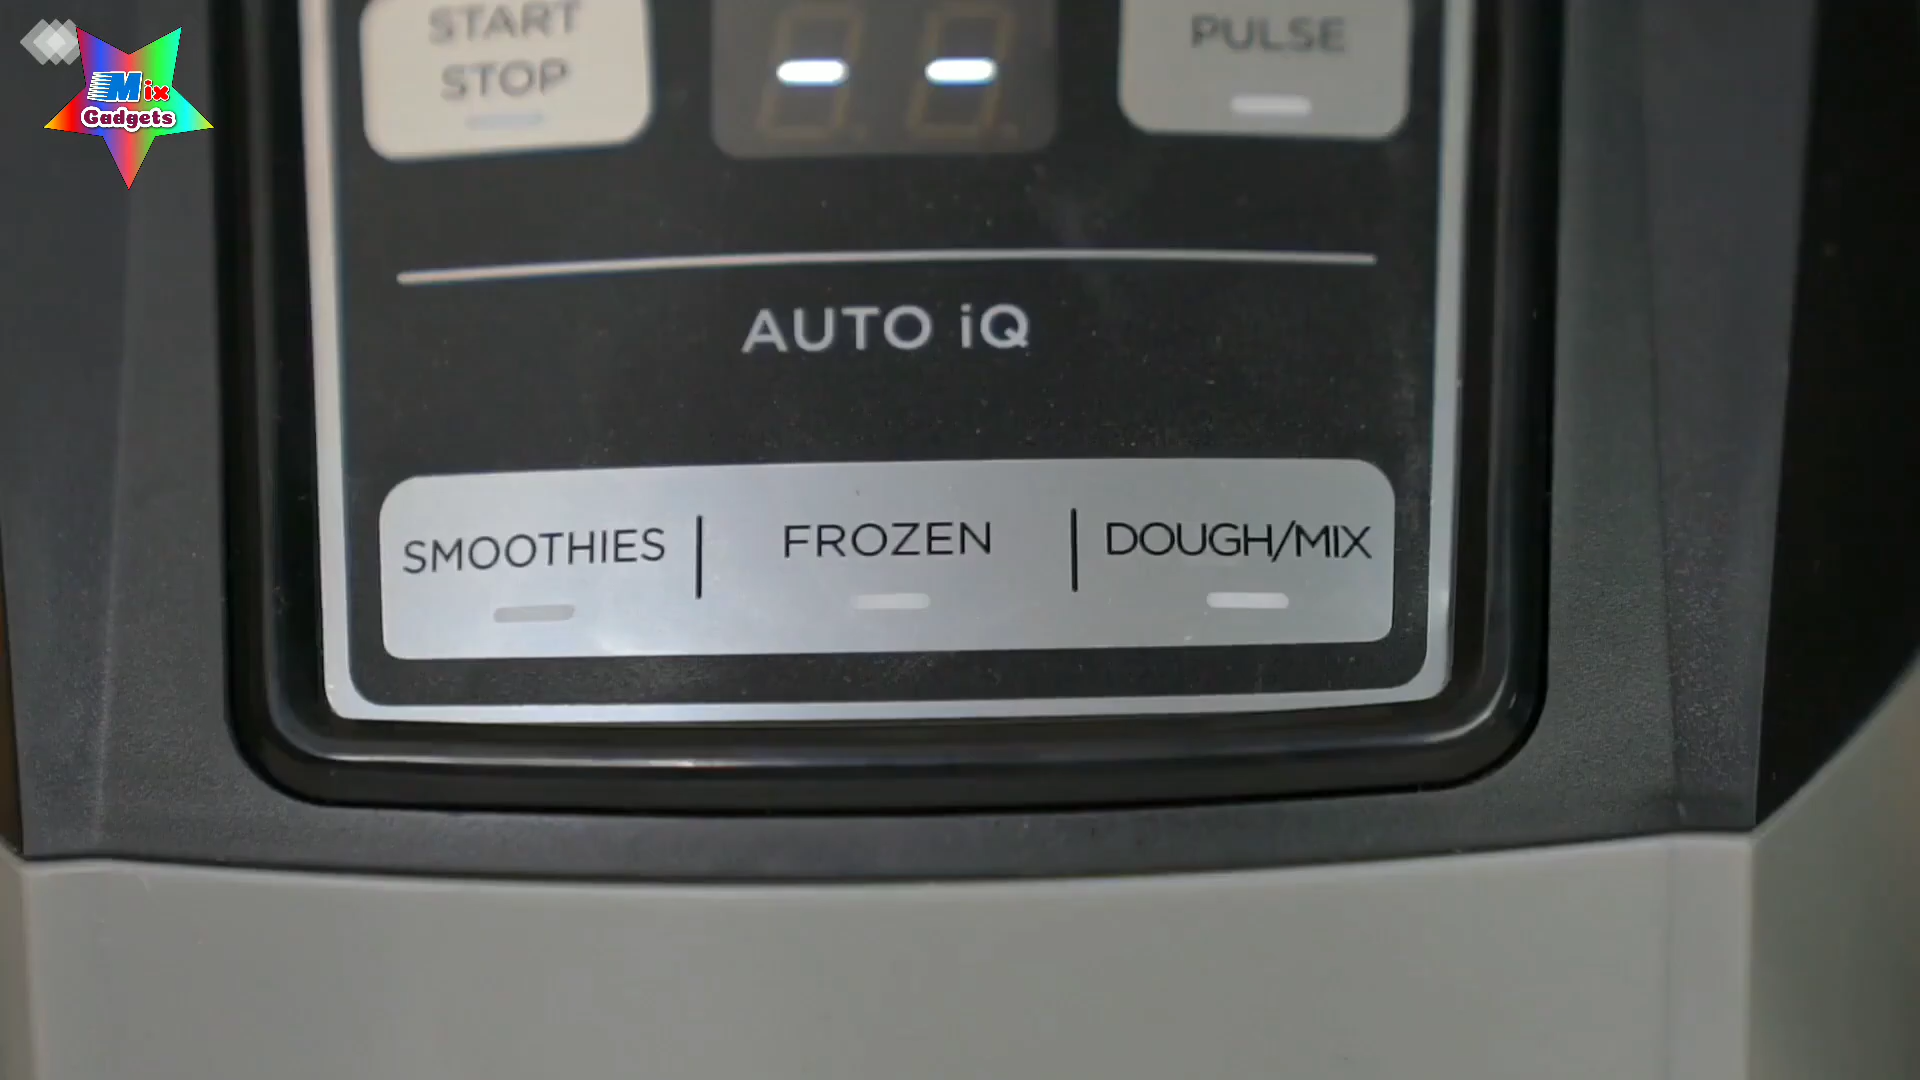 Mix
Gadgets
START
STOP
PULSE
--
AUTO iQ
SMOOTHIES | FROZEN | DOUGH/MIX